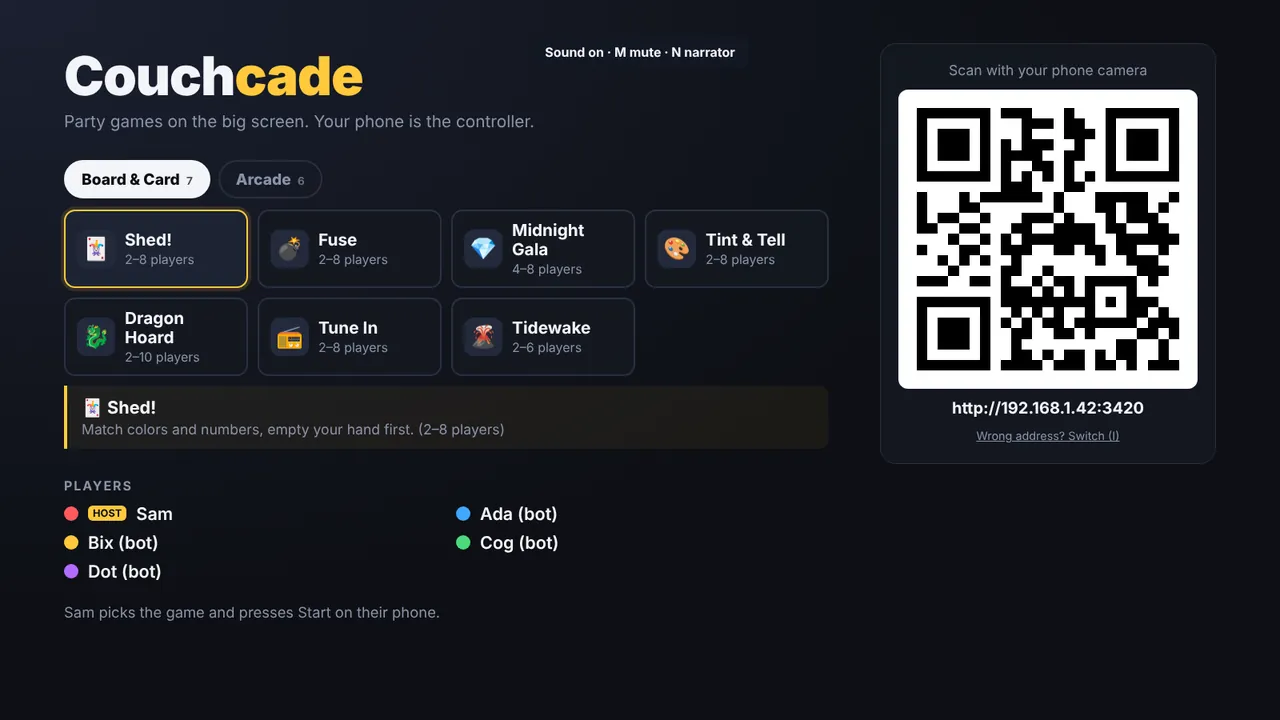 Couchcade
Sound on · M mute · N narrator
Party games on the big screen. Your phone is the controller.
Board & Card 7
Arcade 6
Shed!
2–8 players
Fuse
2–8 players
Midnight
Gala
4–8 players
Tint & Tell
2–8 players
Dragon
Hoard
2–10 players
Tune In
2–8 players
Tidewake
2–6 players
Shed!
Match colors and numbers, empty your hand first. (2–8 players)
PLAYERS
HOST Sam
Ada (bot)
Bix (bot)
Cog (bot)
Dot (bot)
Sam picks the game and presses Start on their phone.
Scan with your phone camera
http://192.168.1.42:3420
Wrong address? Switch (I)